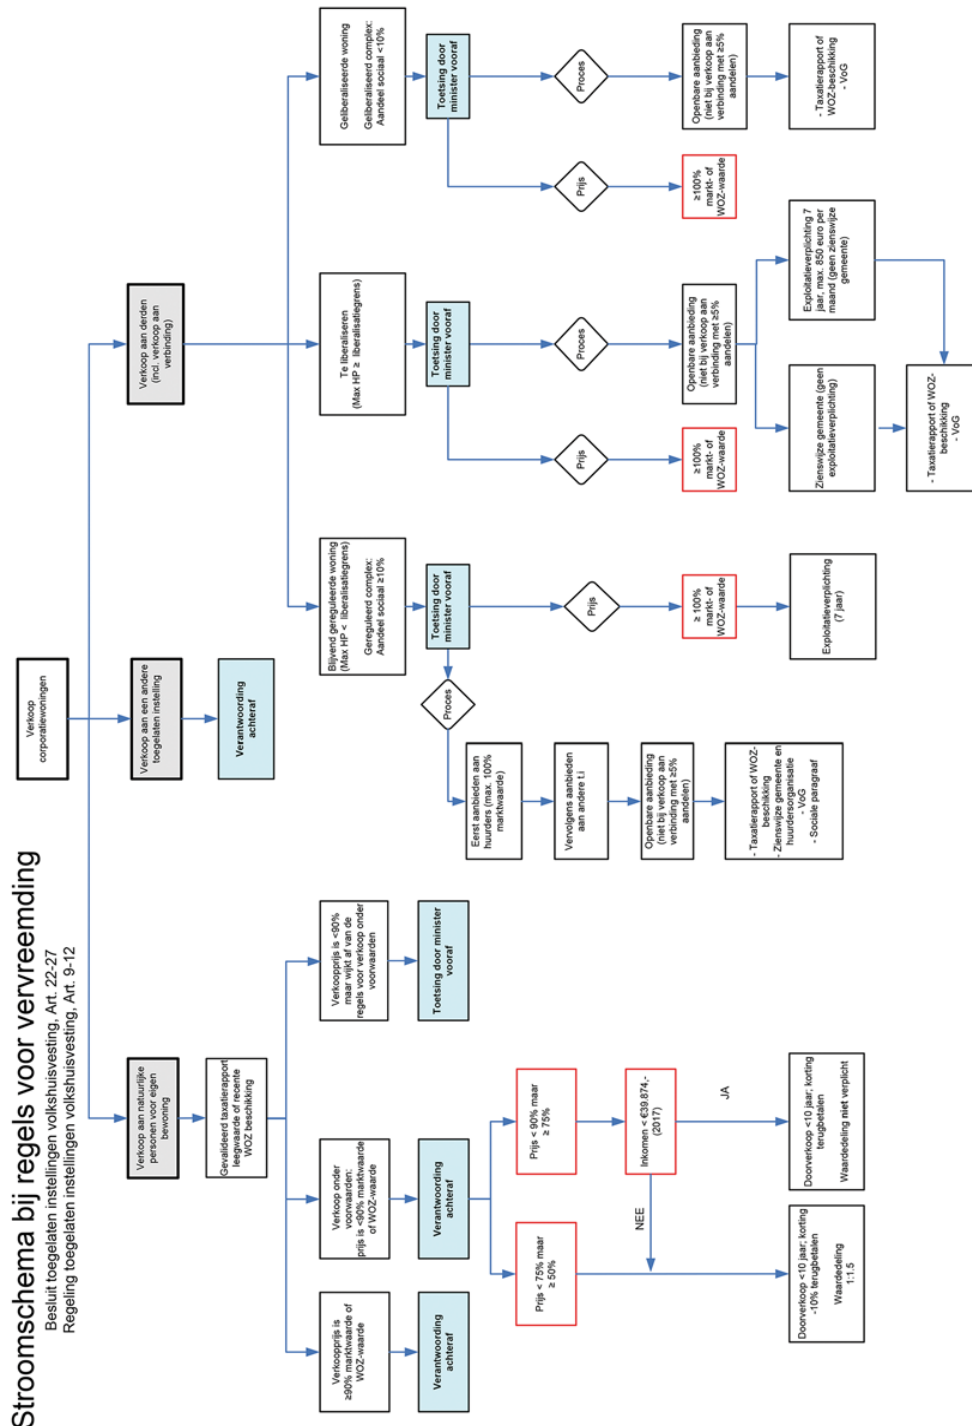 Stroomschema bij regels voor vervreemding
Besluit toegelaten instellingen volkshuisvesting, Art. 22-27
Regeling toegelaten instellingen volkshuisvesting, Art. 9-12
Verkoop
corporatiewoningen
Verkoop aan natuurlijke
personen voor eigen
bewoning
Verkoop aan een andere
toegelaten instelling
Verkoop aan derden
(incl. verkoop aan
verbinding)
Gevalideerd taxatierapport
leegwaarde of recente
WOZ beschikking
Verantwoording
achteraf
Verkoopprijs is
≥90% marktwaarde of
WOZ-waarde
Verkoop onder
voorwaarden:
prijs is <90% marktwaarde
of WOZ-waarde
Verkoopprijs is <90%
maar wijkt af van de
regels voor verkoop onder
voorwaarden
Blijvend gereguleerde woning
(Max HP < liberalisatiegrens)
Gereguleerd complex:
Aandeel sociaal ≥10%
Te liberaliseren
(Max HP ≥ liberalisatiegrens)
Geliberaliseerde woning
Geliberaliseerd complex:
Aandeel sociaal <10%
Verantwoording
achteraf
Verantwoording
achteraf
Toetsing door minister
vooraf
Toetsing door
minister vooraf
Toetsing door
minister vooraf
Toetsing door
minister vooraf
Proces
Prijs
Prijs
Proces
Prijs
Proces
Eerst aanbieden aan
huurders (max. 100%
marktwaarde)
Vervolgens aanbieden
aan andere t.i
Openbare aanbieding
(niet bij verkoop aan
verbinding met ≥5%
aandelen)
- Taxatierapport of WOZ-
beschikking
- Zienswijze gemeente en
huurdersorganisatie
- VoG
- Sociale paragraaf
≥ 100%
markt- of
WOZ-waarde
Exploitatieverplichting
(7 jaar)
≥100%
markt- of
WOZ-waarde
Openbare aanbieding
(niet bij verkoop aan
verbinding met ≥5%
aandelen)
≥100%
markt- of
WOZ-waarde
Openbare aanbieding
(niet bij verkoop aan
verbinding met ≥5%
aandelen)
Zienswijze gemeente (geen
exploitatieverplichting)
Exploitatieverplichting 7
jaar, max. 850 euro per
maand (geen zienswijze
gemeente)
- Taxatierapport of
WOZ-beschikking
- VoG
- Taxatierapport of WOZ-
beschikking
- VoG
Prijs < 75% maar
≥ 50%
Prijs < 90% maar
≥ 75%
Inkomen < €39.874,-
(2017)
NEE
JA
Doorverkoop <10 jaar; korting
-10% terugbetalen
Waardedeling
1:1.5
Doorverkoop <10 jaar; korting
terugbetalen
Waardedeling niet verplicht